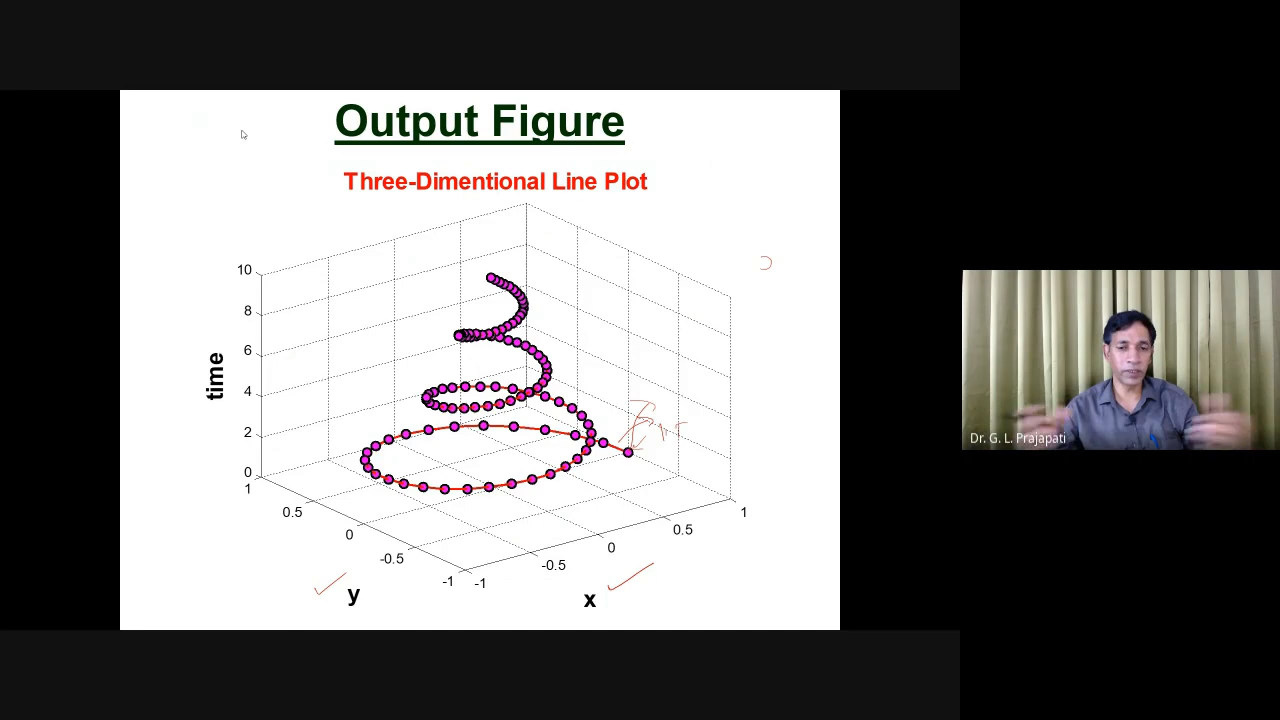 Output Figure
Three-Dimentional Line Plot
10
8
6
4
2
0
time
1
0.5
0
-0.5
-1
y
-1
-0.5
0
0.5
1
x
Dr. G. L. Prajapati